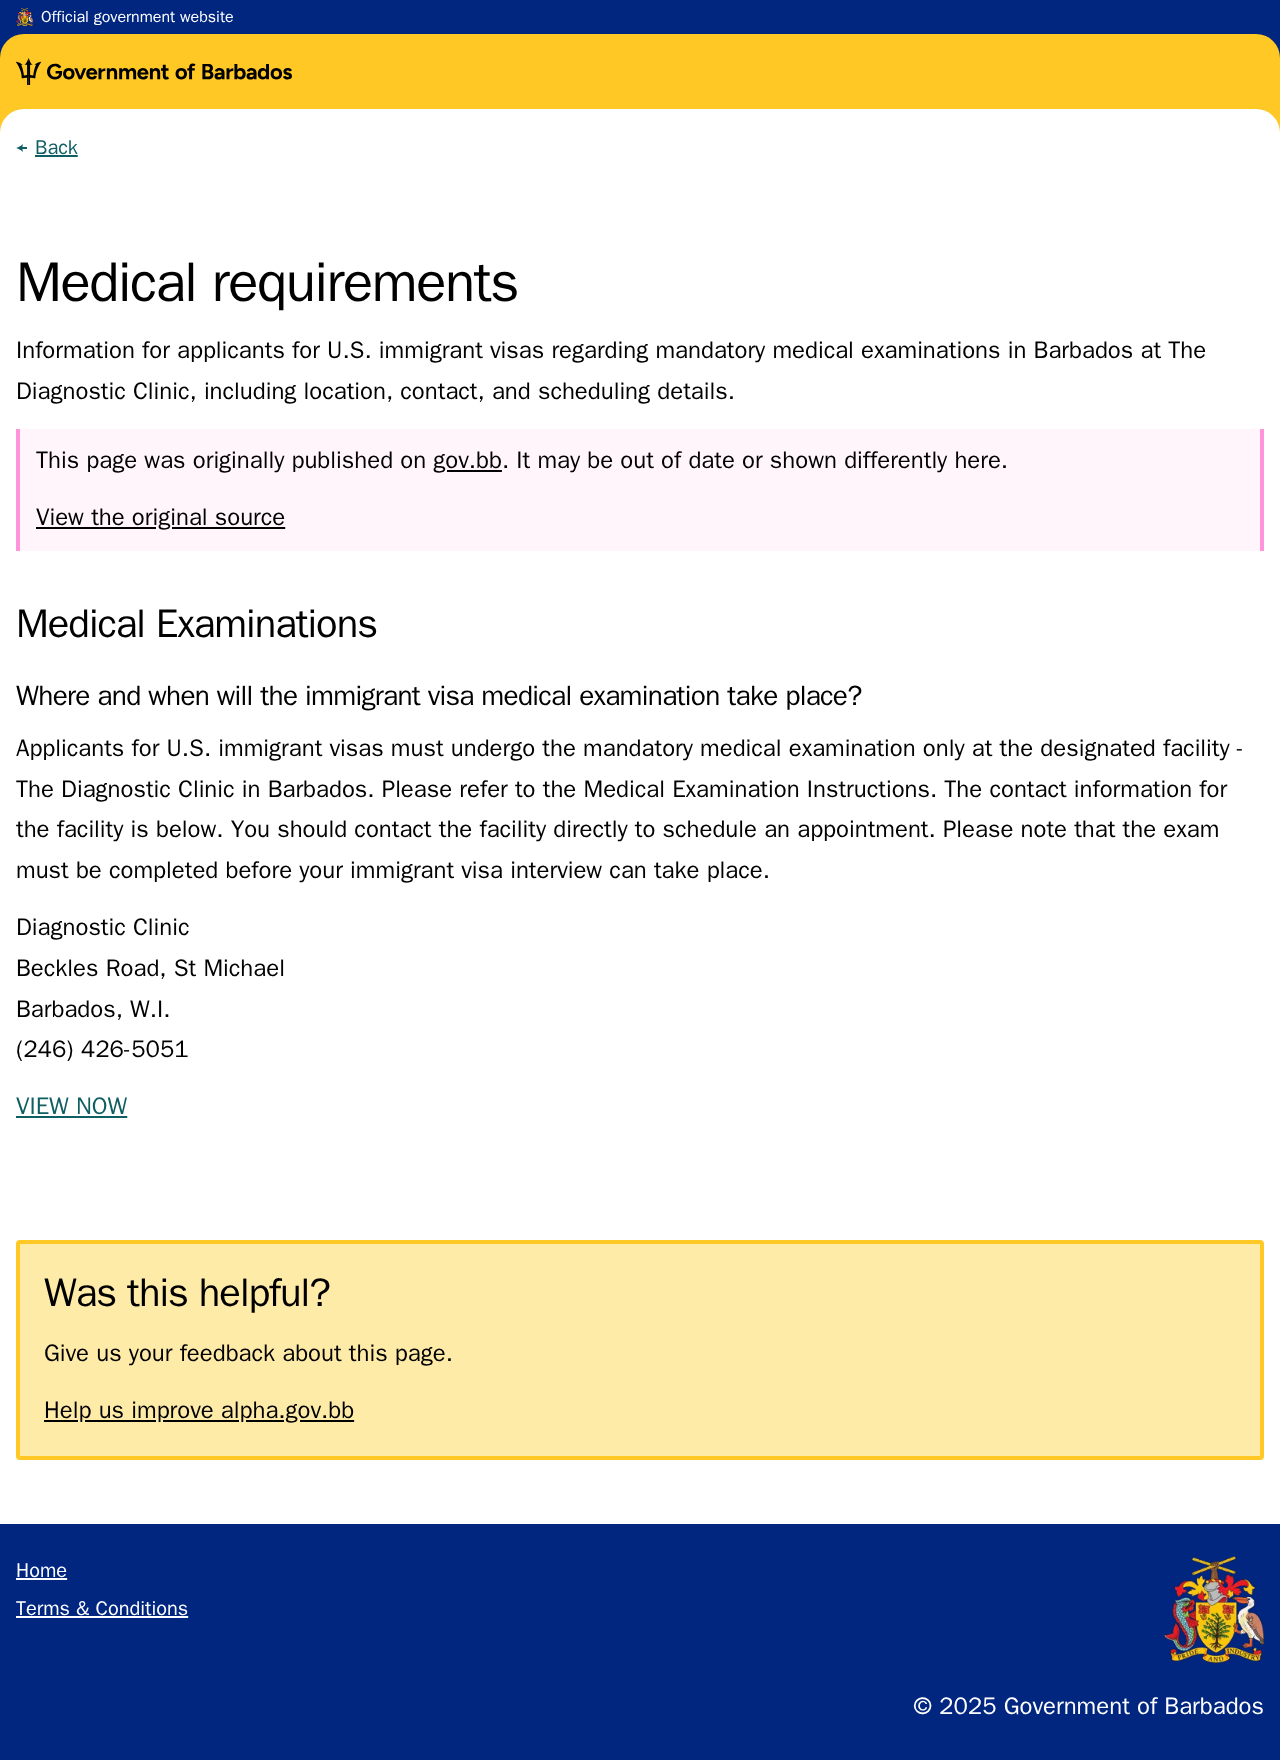 Official government website
Government of Barbados
Back
Medical requirements
Information for applicants for U.S. immigrant visas regarding mandatory medical examinations in Barbados at The
Diagnostic Clinic, including location, contact, and scheduling details.
This page was originally published on gov.bb. It may be out of date or shown differently here.
View the original source
Medical Examinations
Where and when will the immigrant visa medical examination take place?
Applicants for U.S. immigrant visas must undergo the mandatory medical examination only at the designated facility -
The Diagnostic Clinic in Barbados. Please refer to the Medical Examination Instructions. The contact information for
the facility is below. You should contact the facility directly to schedule an appointment. Please note that the exam
must be completed before your immigrant visa interview can take place.
Diagnostic Clinic
Beckles Road, St Michael
Barbados, W.I.
(246) 426-5051
VIEW NOW
Was this helpful?
Give us your feedback about this page.
Help us improve alpha.gov.bb
Home
Terms & Conditions
PRIDE AND INDUSTRY
© 2025 Government of Barbados